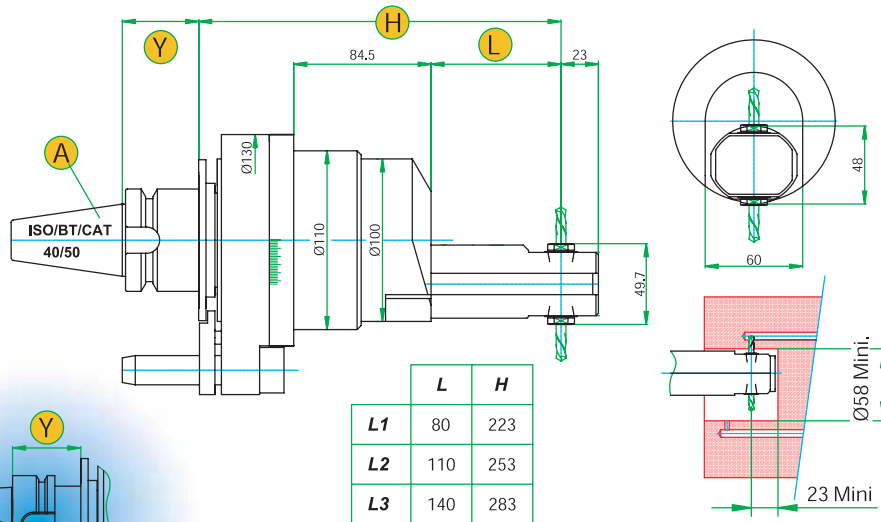 H
Y
84.5
L
23
A
Ø130
ISO/BT/CAT
40/50
Ø110
Ø100
49.7
48
60
L H
L1 80 223
L2 110 253
L3 140 283
Ø58 Mini.
23 Mini
Y